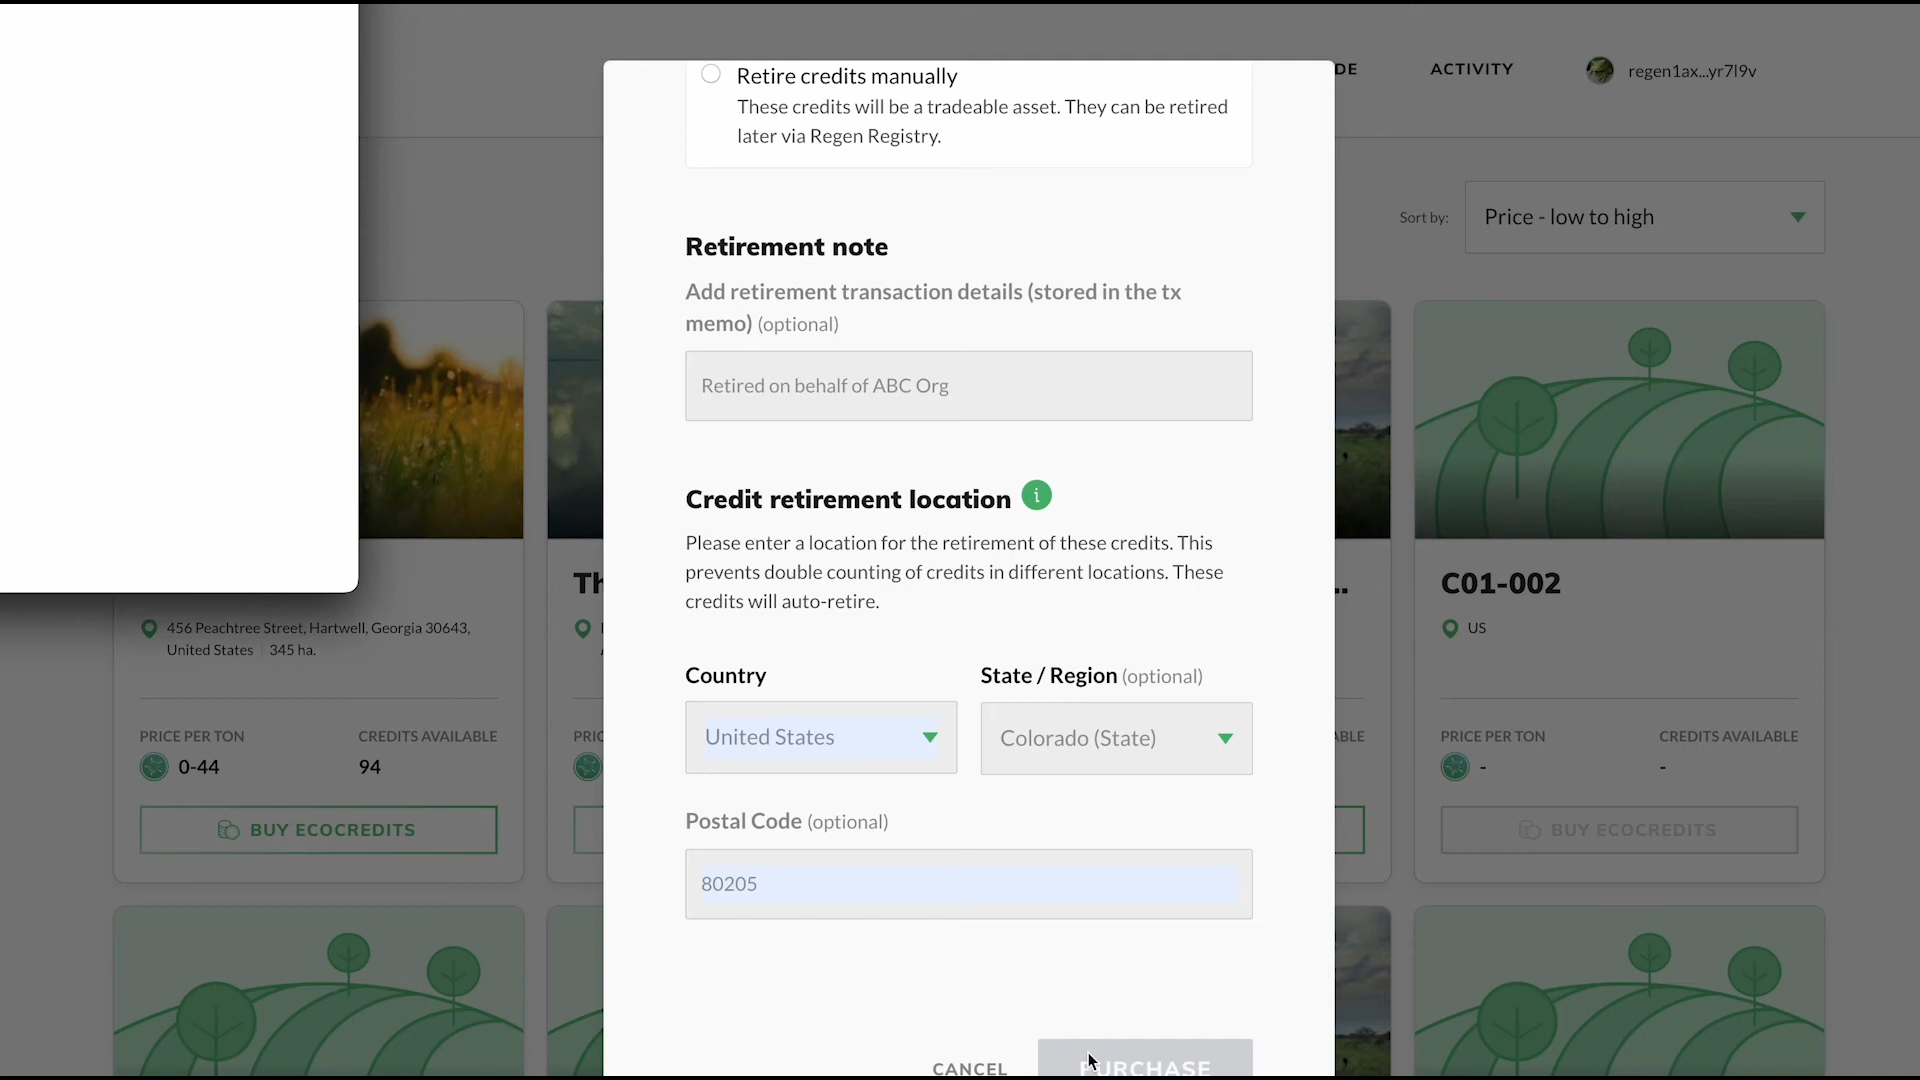 DE
ACTIVITY
regen1ax...yr7l9v
Retire credits manually
These credits will be a tradeable asset. They can be retired
later via Regen Registry.
Sort by:
Price - low to high
Retirement note
Add retirement transaction details (stored in the tx
memo) (optional)
Retired on behalf of ABC Org
Credit retirement location
Please enter a location for the retirement of these credits. This
prevents double counting of credits in different locations. These
credits will auto-retire.
Country
State / Region (optional)
United States
Colorado (State)
Postal Code (optional)
80205
CANCEL
PURCHASE
456 Peachtree Street, Hartwell, Georgia 30643,
United States | 345 ha.
PRICE PER TON
CREDITS AVAILABLE
0-44
94
BUY ECOCREDITS
Th
PRIC
..
ABLE
C01-002
US
PRICE PER TON
CREDITS AVAILABLE
-
-
BUY ECOCREDITS